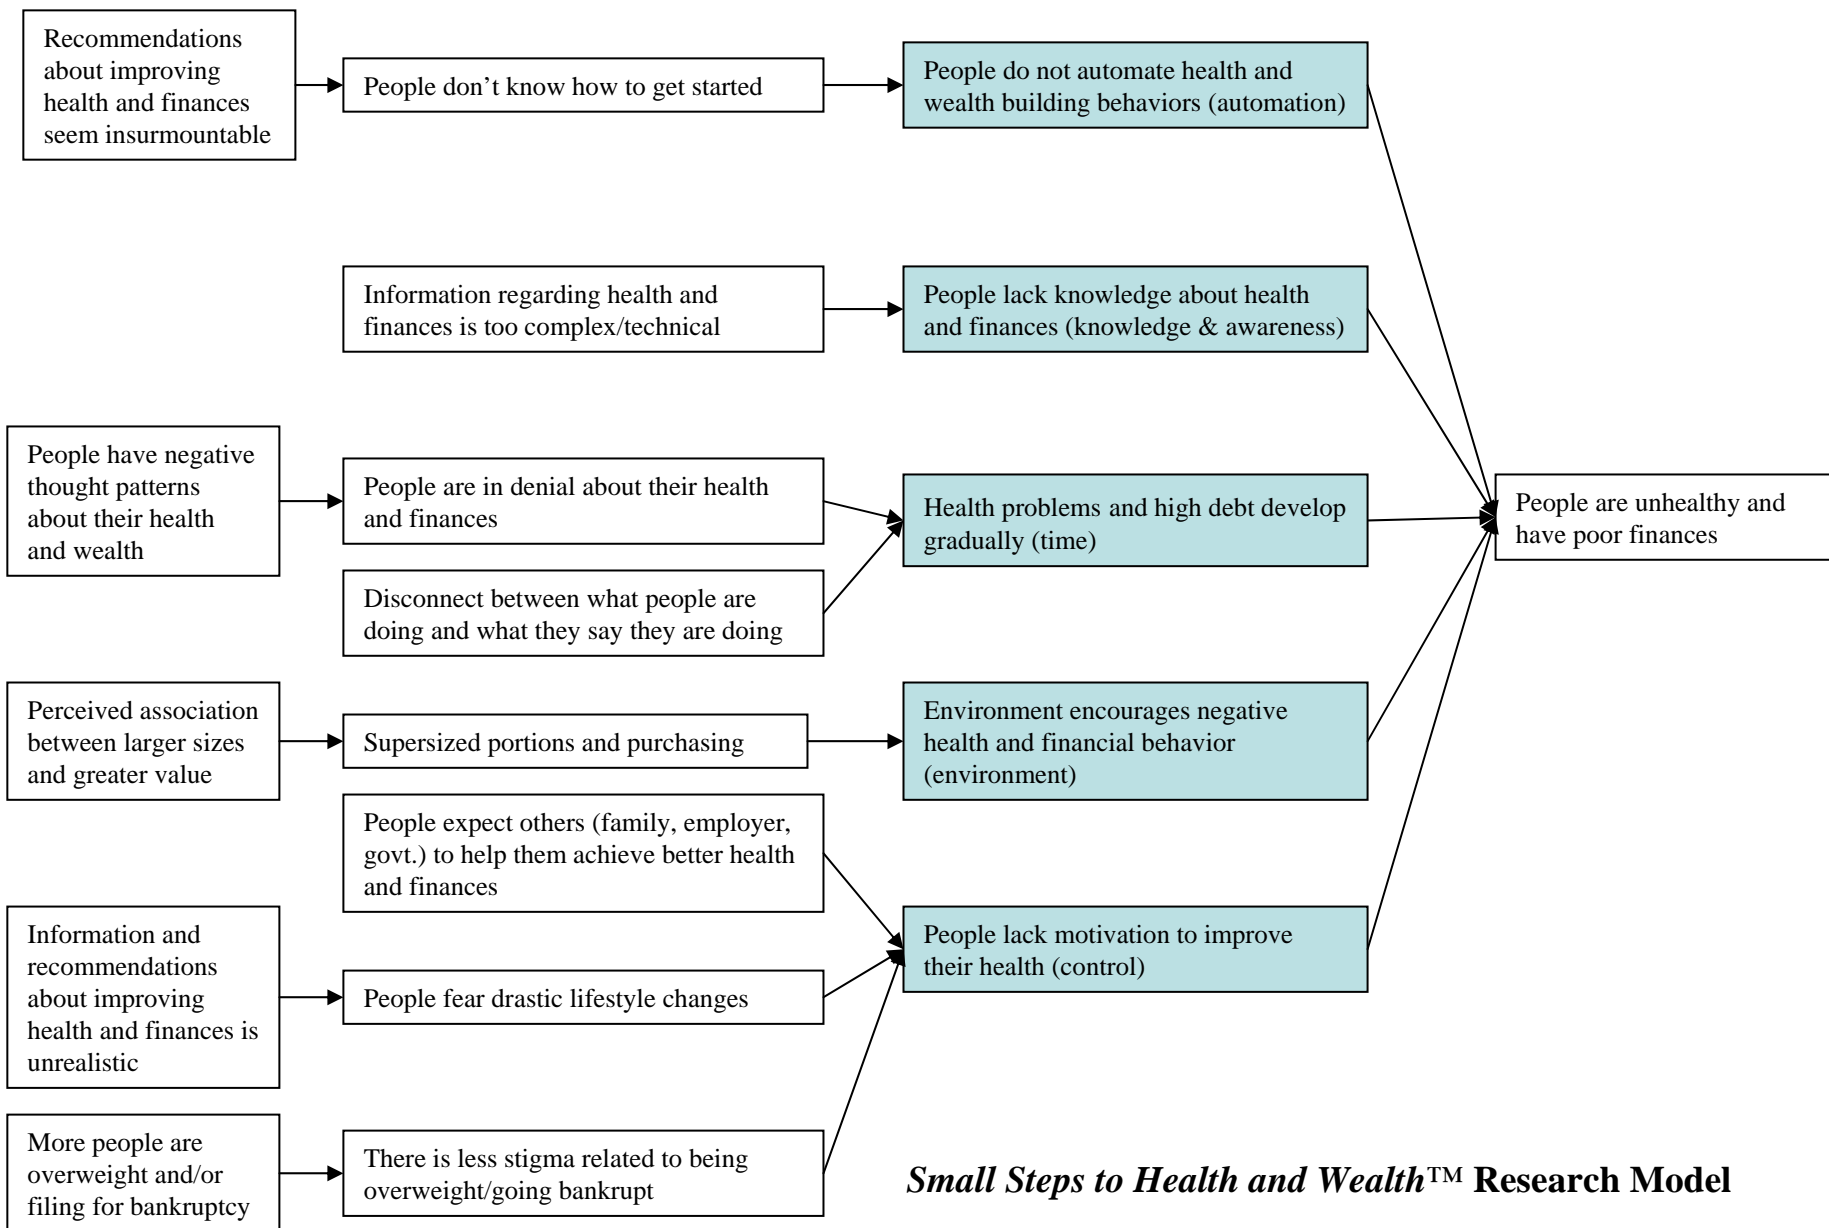 Recommendations
about improving
health and finances
seem insurmountable
People don’t know how to get started
People do not automate health and
wealth building behaviors (automation)
Information regarding health and
finances is too complex/technical
People lack knowledge about health
and finances (knowledge & awareness)
People have negative
thought patterns
about their health
and wealth
People are in denial about their health
and finances
Health problems and high debt develop
gradually (time)
People are unhealthy and
have poor finances
Disconnect between what people are
doing and what they say they are doing
Perceived association
between larger sizes
and greater value
Supersized portions and purchasing
Environment encourages negative
health and financial behavior
(environment)
People expect others (family, employer,
govt.) to help them achieve better health
and finances
Information and
recommendations
about improving
health and finances is
unrealistic
People fear drastic lifestyle changes
People lack motivation to improve
their health (control)
More people are
overweight and/or
filing for bankruptcy
There is less stigma related to being
overweight/going bankrupt
Small Steps to Health and Wealth™ Research Model